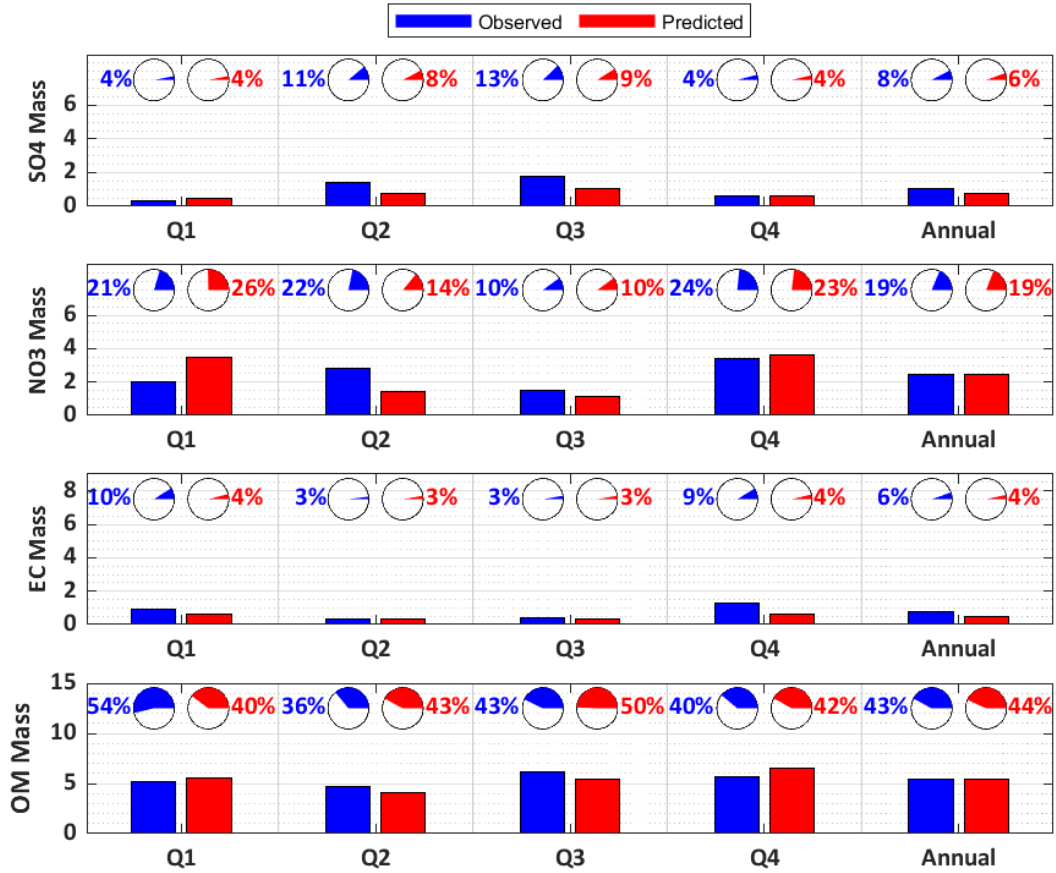 Observed Predicted
4% 4% 11% 8% 13% 9% 4% 4% 8% 6%
6
4
2
0
SO4 Mass
Q1 Q2 Q3 Q4 Annual
21% 26% 22% 14% 10% 10% 24% 23% 19% 19%
6
4
2
0
NO3 Mass
Q1 Q2 Q3 Q4 Annual
8
10% 4% 3% 3% 3% 3% 9% 4% 6% 4%
6
4
2
0
EC Mass
Q1 Q2 Q3 Q4 Annual
15
54% 40% 36% 43% 43% 50% 40% 42% 43% 44%
10
5
0
OM Mass
Q1 Q2 Q3 Q4 Annual